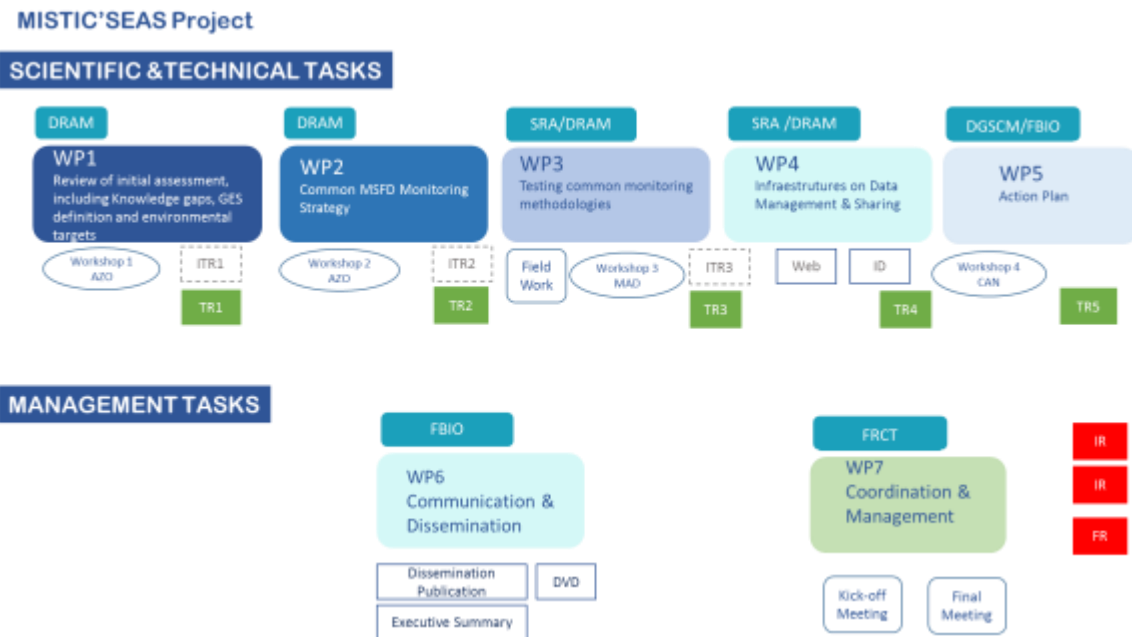 MISTIC'SEAS Project
SCIENTIFIC &TECHNICAL TASKS
DRAM
DRAM
SRA/DRAM
SRA /DRAM
DGSCM/FBIO
WP1
Review of initial assessment,
including Knowledge gaps, GES
definition and environmental
targets
WP2
Common MSFD Monitoring
Strategy
WP3
Testing common monitoring
methodologies
WP4
Infraestrutures on Data
Management & Sharing
WP5
Action Plan
Workshop 1
AZO
ITR1
TR1
Workshop 2
AZO
ITR2
TR2
Field
Work
Workshop 3
MAD
ITR3
TR3
Web
ID
TR4
Workshop 4
CAN
TR5
MANAGEMENT TASKS
FBIO
WP6
Communication &
Dissemination
Dissemination
Publication
DVD
Executive Summary
FRCT
WP7
Coordination &
Management
Kick-off
Meeting
Final
Meeting
IR
IR
FR